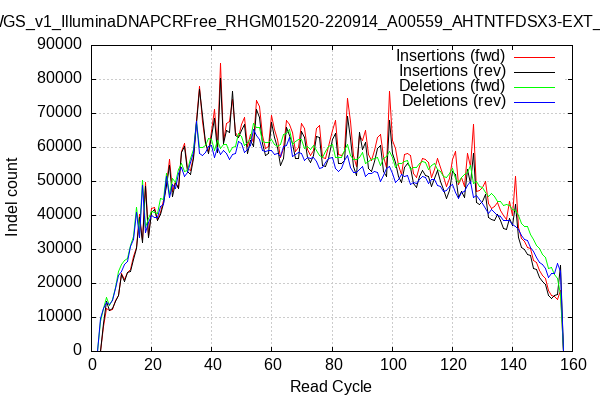 WGS_v1_IlluminaDNAPCRFree_RHGM01520-220914_A00559_AHTNTFDSX3-EXT_
Insertions (fwd)
Insertions (rev)
Deletions (fwd)
Deletions (rev)
90000
80000
70000
60000
50000
40000
30000
20000
10000
0
Indel count
0 20 40 60 80 100 120 140 160
Read Cycle